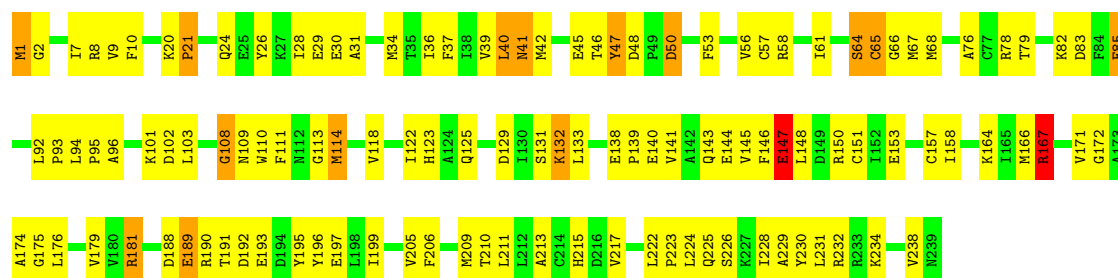 M1 G2 I7 R8 V9 F10 K20 P21 Q24 E25 Y26 K27 I28 E29 E30 A31 M34 T35 I36 F37 I38 V39 L40 N41 M42 E45 T46 Y47 D48 P49 D50 F53 V56 C57 R58 I61 S64 C65 G66 M67 M68 A76 C77 R78 T79 K82 D83 F84 E85
L92 P93 L94 P95 A96 K101 D102 L103 G108 N109 W110 F111 N112 G113 M114 V118 I122 H123 A124 Q125 D129 I130 S131 K132 L133 E138 P139 E140 V141 A142 Q143 E144 V145 F146 E147 L148 D149 R150 C151 I152 E153 C157 I158 K164 I165 M166 R167 V171 G172 A173
A174 G175 L176 V179 V180 R181 D188 E189 R190 T191 D192 E193 D194 Y195 Y196 E197 L198 I199 V205 F206 M209 T210 L211 L212 A213 C214 H215 D216 V217 L222 P223 L224 Q225 S226 K227 I228 A229 Y230 L231 R232 R233 K234 V238 N239